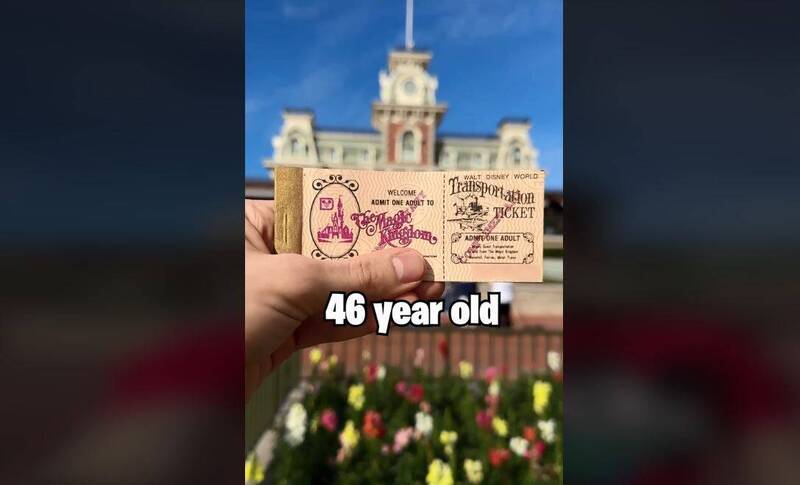 WELCOME
ADMIT ONE ADULT TO
The Magic
Kingdom
WALT DISNEY WORLD
Transportation
TICKET
ADMIT ONE ADULT
46 year old